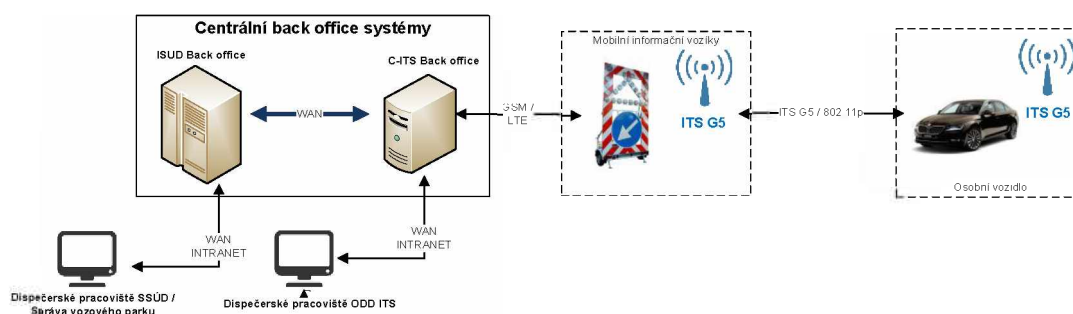 Centrální back office systémy
ISUD Back office
C-ITS Back office
WAN
GSM /
LTE
Mobilní informační vozíky
ITS G5
ITS G5 / 802 11p
ITS G5
Osobní vozidlo
WAN
INTRANET
WAN
INTRANET
Dispečerské pracoviště SSÚD /
Správa vozového parku
Dispečerské pracoviště ODD ITS